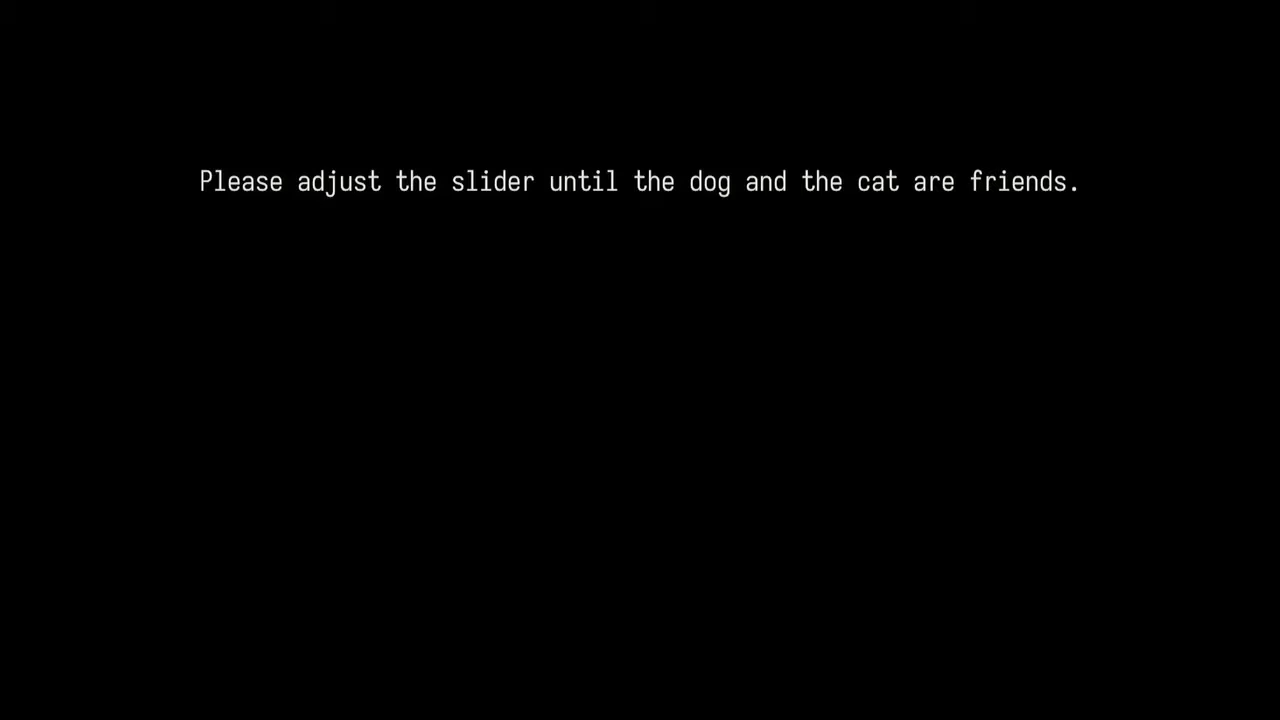 Please adjust the slider until the dog and the cat are friends.